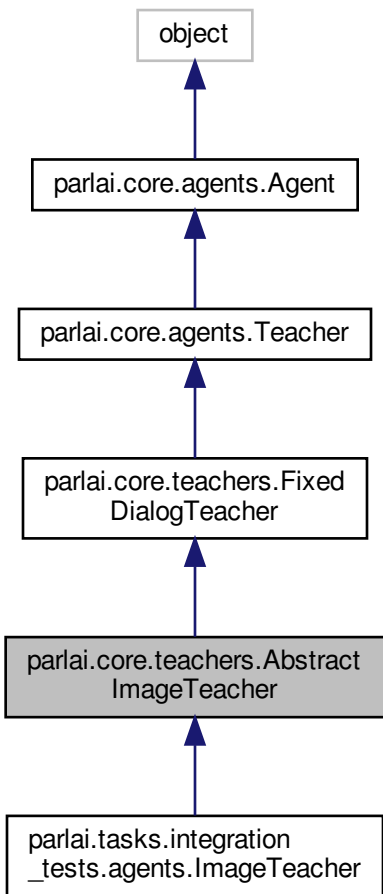 object
parlai.core.agents.Agent
parlai.core.agents.Teacher
parlai.core.teachers.Fixed
DialogTeacher
parlai.core.teachers.Abstract
ImageTeacher
parlai.tasks.integration
_tests.agents.ImageTeacher